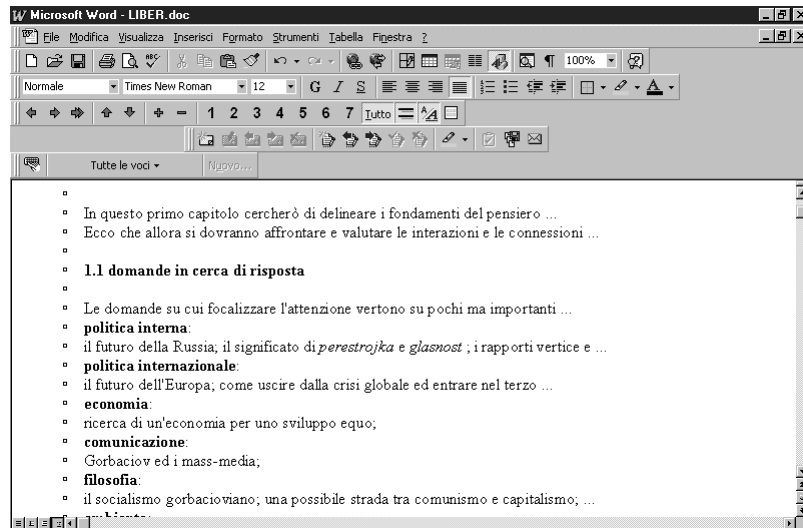 Microsoft Word - LIBER.doc
File Modifica Visualizza Inserisci Formato Strumenti Tabella Finestra ?
ABC 100%
Normale Times New Roman 12 G I S A
1 2 3 4 5 6 7 Tutto A
Tutte le voci Nuovo...
In questo primo capitolo cercherò di delineare i fondamenti del pensiero ...
Ecco che allora si dovranno affrontare e valutare le interazioni e le connessioni ...
1.1 domande in cerca di risposta
Le domande su cui focalizzare l'attenzione vertono su pochi ma importanti ...
politica interna:
il futuro della Russia; il significato di perestrojka e glasnost ; i rapporti vertice e ...
politica internazionale:
il futuro dell'Europa; come uscire dalla crisi globale ed entrare nel terzo ...
economia:
ricerca di un'economia per uno sviluppo equo;
comunicazione:
Gorbaciov ed i mass-media;
filosofia:
il socialismo gorbacioviano; una possibile strada tra comunismo e capitalismo; ...